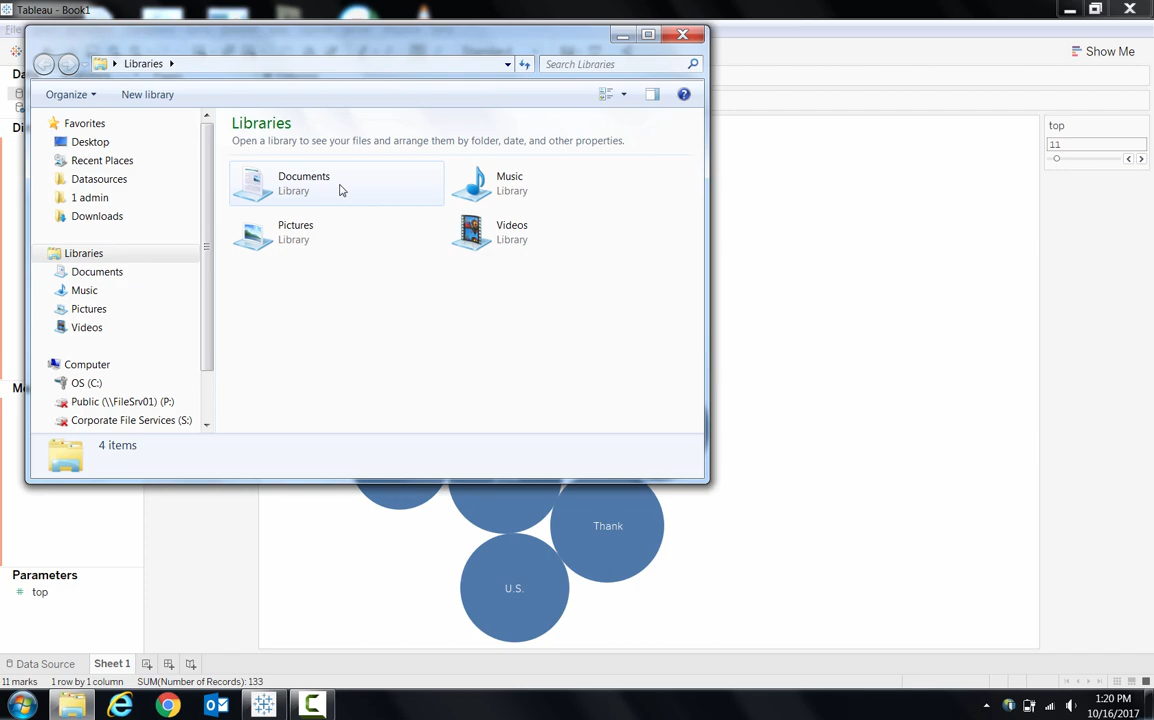 Tableau - Book1
Libraries
Search Libraries
Show Me
Organize
New library
Favorites
Desktop
Recent Places
Datasources
1 admin
Downloads
Libraries
Documents
Music
Pictures
Videos
Computer
OS (C:)
Public (\\FileSrv01) (P:)
Corporate File Services (S:)
Libraries
Open a library to see your files and arrange them by folder, date, and other properties.
Documents
Library
Music
Library
Pictures
Library
Videos
Library
4 items
top
11
Thank
U.S.
Parameters
# top
Data Source
Sheet 1
11 marks
1 row by 1 column
SUM(Number of Records): 133
1:20 PM
10/16/2017